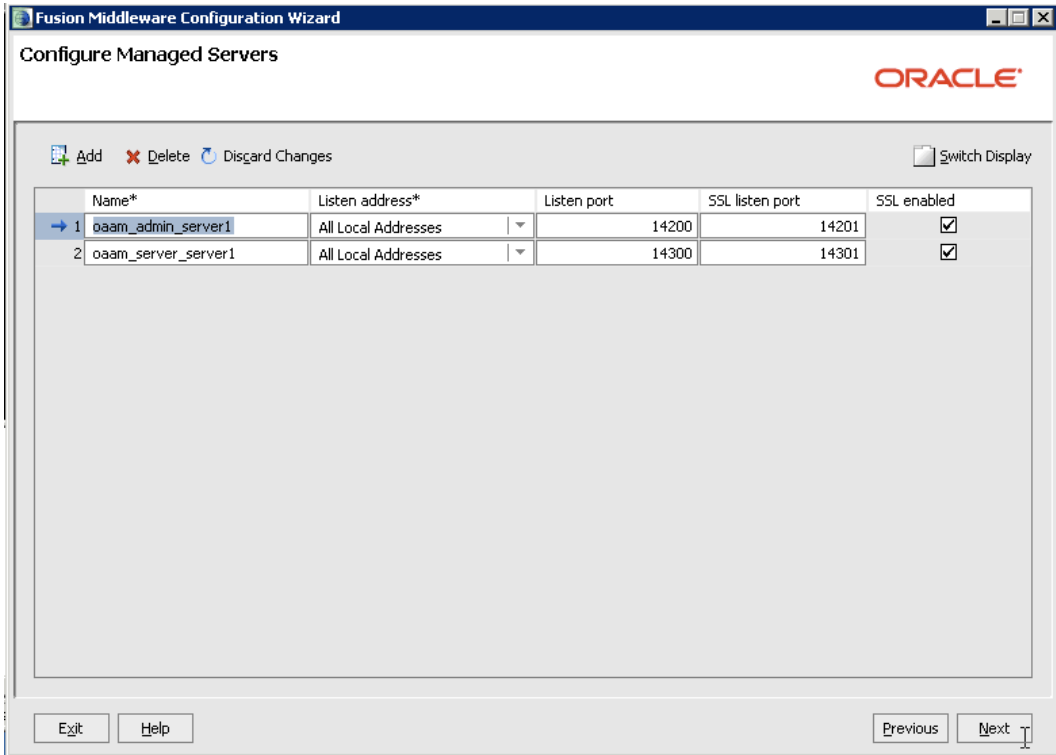 Fusion Middleware Configuration Wizard
Configure Managed Servers
ORACLE
Add Delete Discard Changes Switch Display
Name* Listen address* Listen port SSL listen port SSL enabled
1 oaam_admin_server1 All Local Addresses 14200 14201
2 oaam_server_server1 All Local Addresses 14300 14301
Exit Help Previous Next